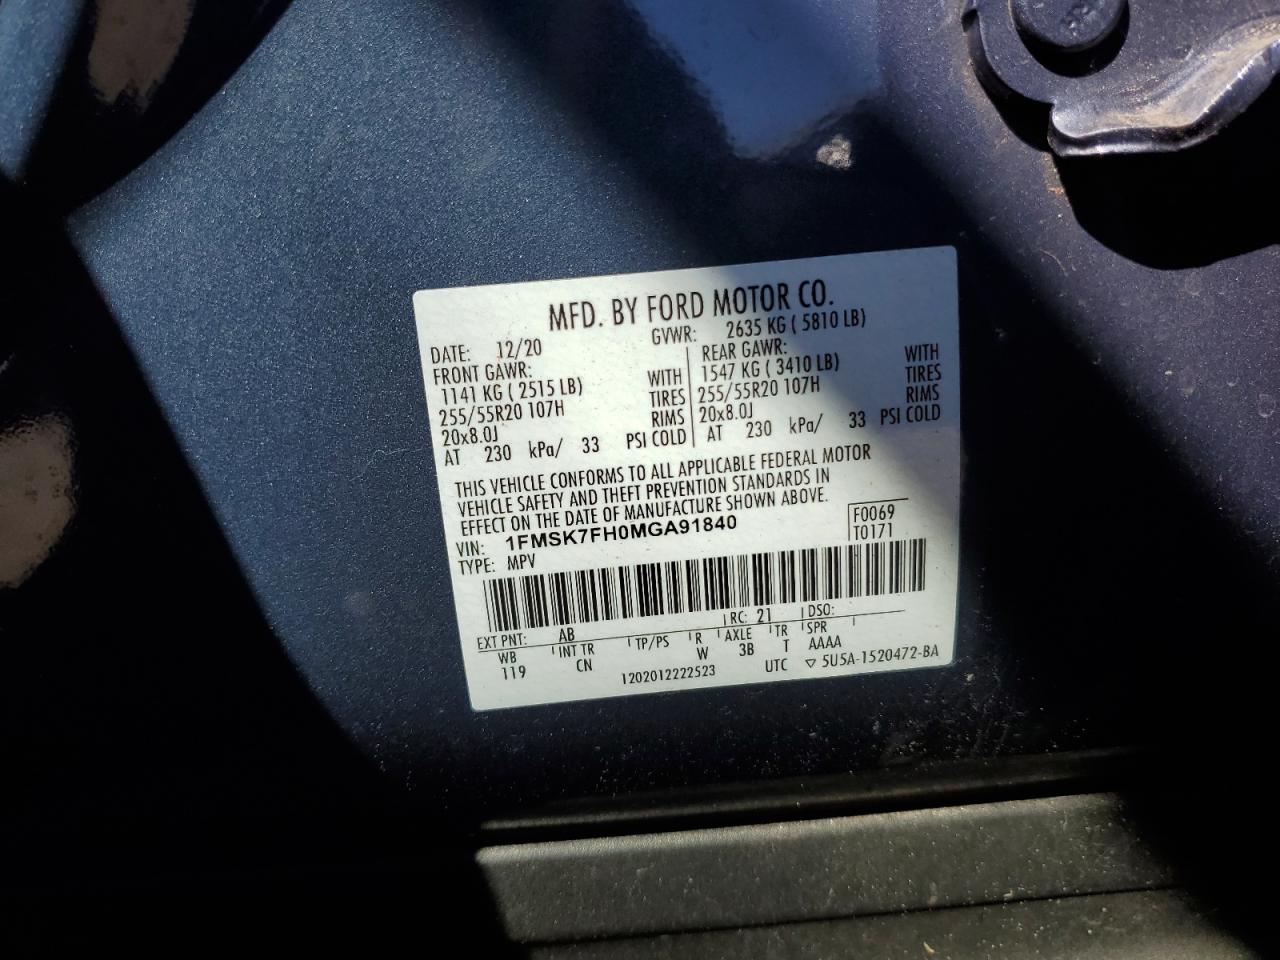 MFD. BY FORD MOTOR CO.
DATE: 12/20 GVWR: 2635 KG ( 5810 LB)
FRONT GAWR: REAR GAWR:
1141 KG ( 2515 LB) WITH 1547 KG ( 3410 LB) WITH
255/55R20 107H TIRES 255/55R20 107H TIRES
20x8.0J RIMS 20x8.0J RIMS
AT 230 kPa/ 33 PSI COLD AT 230 kPa/ 33 PSI COLD
THIS VEHICLE CONFORMS TO ALL APPLICABLE FEDERAL MOTOR
VEHICLE SAFETY AND THEFT PREVENTION STANDARDS IN
EFFECT ON THE DATE OF MANUFACTURE SHOWN ABOVE.
VIN: 1FMSK7FH0MGA91840 F0069
TYPE: MPV T0171
EXT PNT: AB RC: 21 DSO:
WB INT TR TP/PS R AXLE TR SPR
119 CN W 3B T AAAA
1202012222523 UTC ▽ 5U5A-1520472-BA